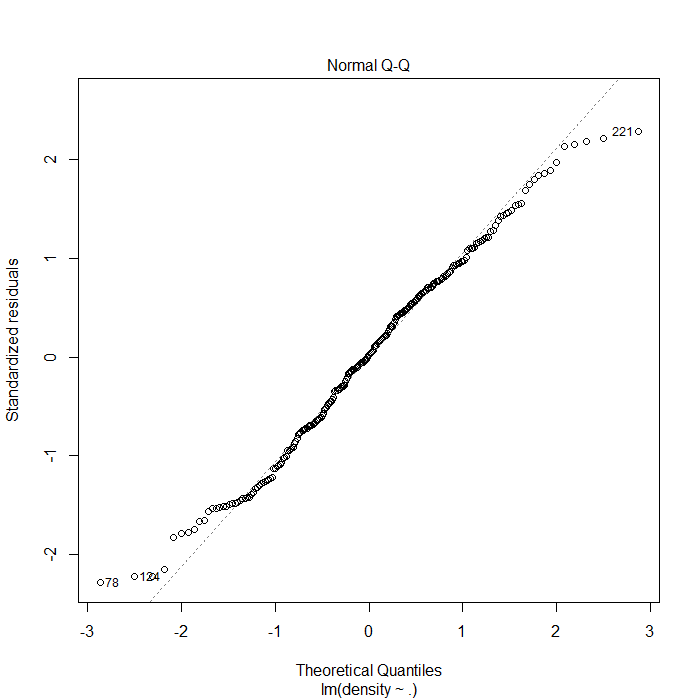 Normal Q-Q
221
2
1
0
-1
-2
78
124
-3 -2 -1 0 1 2 3
Standardized residuals
Theoretical Quantiles
lm(density ~ .)